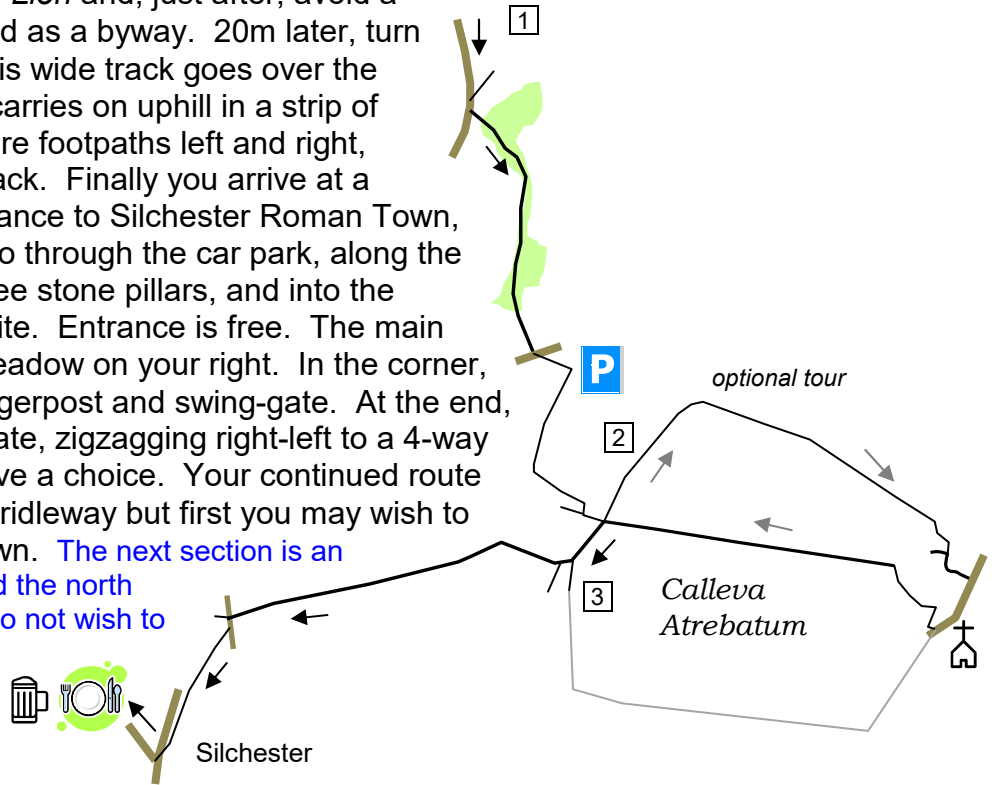 Lion and, just after, avoid a
d as a byway. 20m later, turn
is wide track goes over the
carries on uphill in a strip of
re footpaths left and right,
ack. Finally you arrive at a
ance to Silchester Roman Town,
o through the car park, along the
ee stone pillars, and into the
ite. Entrance is free. The main
eadow on your right. In the corner,
gerpost and swing-gate. At the end,
ate, zigzagging right-left to a 4-way
ve a choice. Your continued route
ridleway but first you may wish to
wn. The next section is an
d the north
o not wish to
1
P
optional tour
2
3
Calleva
Atrebatum
Silchester